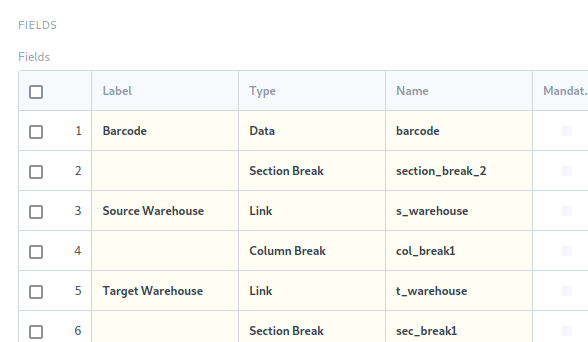 FIELDS
Fields
Label Type Name Mandat.
1 Barcode Data barcode
2 Section Break section_break_2
3 Source Warehouse Link s_warehouse
4 Column Break col_break1
5 Target Warehouse Link t_warehouse
6 Section Break sec_break1